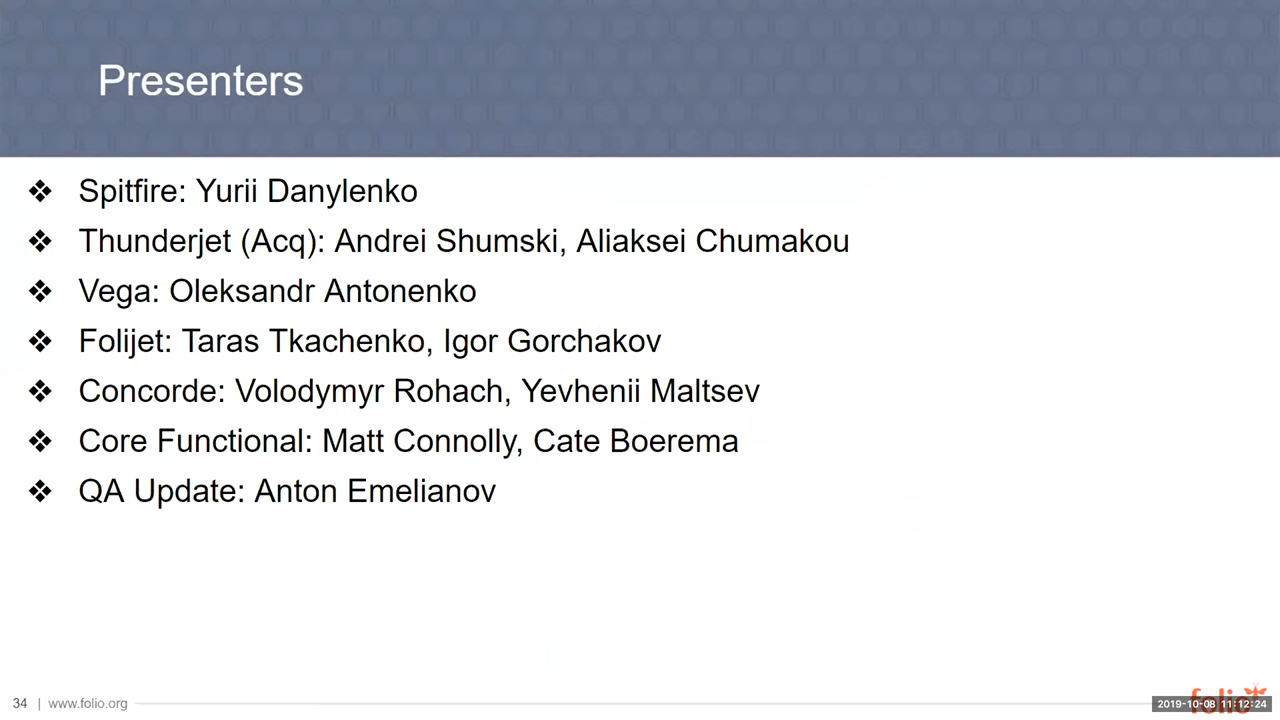 Presenters
❖ Spitfire: Yurii Danylenko
❖ Thunderjet (Acq): Andrei Shumski, Aliaksei Chumakou
❖ Vega: Oleksandr Antonenko
❖ Folijet: Taras Tkachenko, Igor Gorchakov
❖ Concorde: Volodymyr Rohach, Yevhenii Maltsev
❖ Core Functional: Matt Connolly, Cate Boerema
❖ QA Update: Anton Emelianov
34 | www.folio.org
folio
2019-10-08 11:12:24